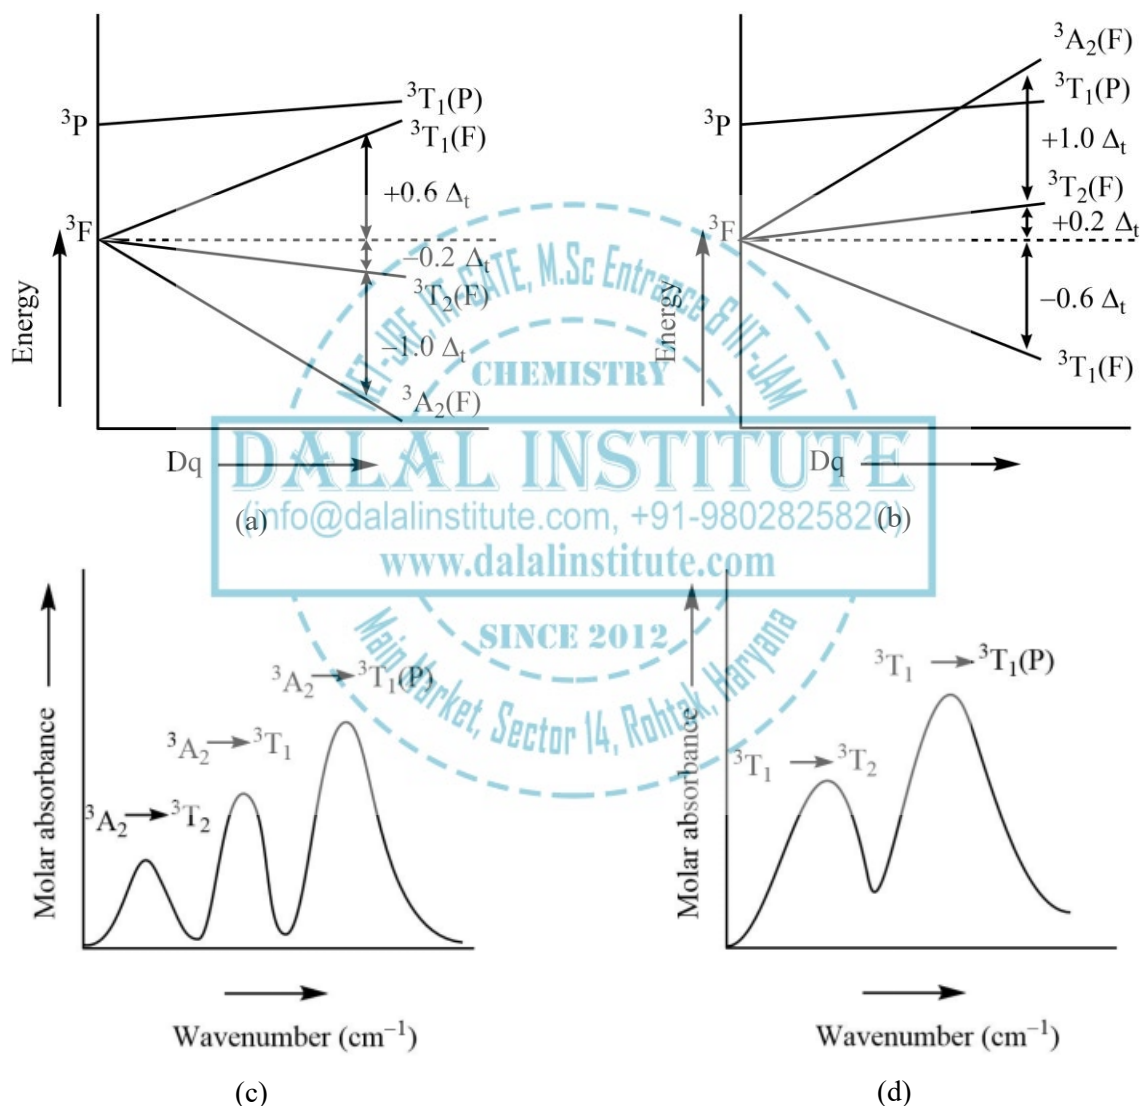 ³P
³T₁(P)
³T₁(F)
+0.6 Δt
³F
−0.2 Δt
³T₂(F)
−1.0 Δt
³A₂(F)
Energy
Dq
(a)
³A₂(F)
³T₁(P)
³P
+1.0 Δt
³T₂(F)
³F
+0.2 Δt
−0.6 Δt
³T₁(F)
Energy
Dq
(b)
NET-JRF, IIT-GATE, M.Sc Entrance & IIT-JAM
CHEMISTRY
DALAL INSTITUTE
(info@dalalinstitute.com, +91-9802825820)
www.dalalinstitute.com
SINCE 2012
Main Market, Sector 14, Rohtak, Haryana
³A₂ → ³T₁(P)
³A₂ → ³T₁
³A₂ → ³T₂
Molar absorbance
Wavenumber (cm⁻¹)
(c)
³T₁ → ³T₁(P)
³T₁ → ³T₂
Molar absorbance
Wavenumber (cm⁻¹)
(d)